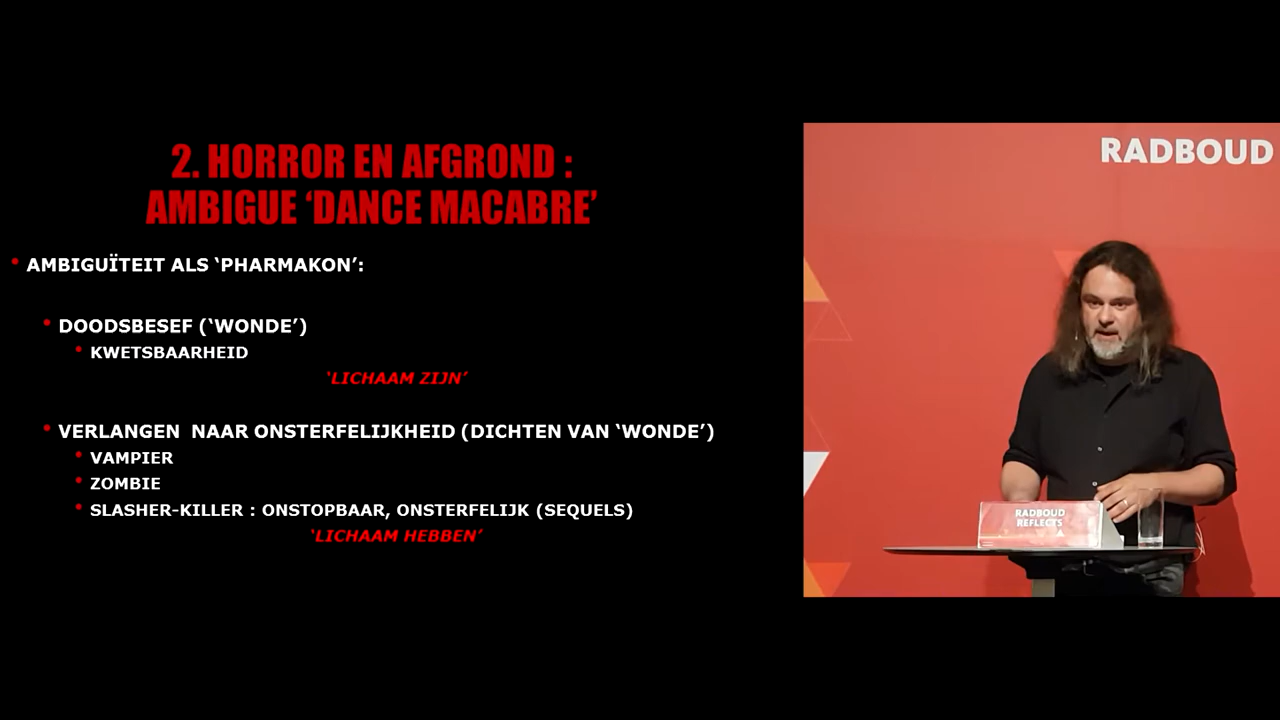 2. HORROR EN AFGROND :
AMBIGUE ‘DANCE MACABRE’
• AMBIGUÏTEIT ALS ‘PHARMAKON’:
• DOODSBESEF (‘WONDE’)
• KWETSBAARHEID
‘LICHAAM ZIJN’
• VERLANGEN NAAR ONSTERFELIJKHEID (DICHTEN VAN ‘WONDE’)
• VAMPIER
• ZOMBIE
• SLASHER-KILLER : ONSTOPBAAR, ONSTERFELIJK (SEQUELS)
‘LICHAAM HEBBEN’
RADBOUD
RADBOUD
REFLECTS